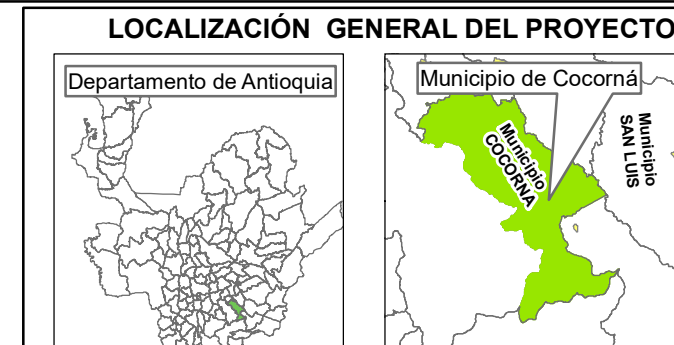 LOCALIZACIÓN GENERAL DEL PROYECTO
Departamento de Antioquia
Municipio de Cocorná
Municipio
COCORNA
Municipio
SAN LUIS